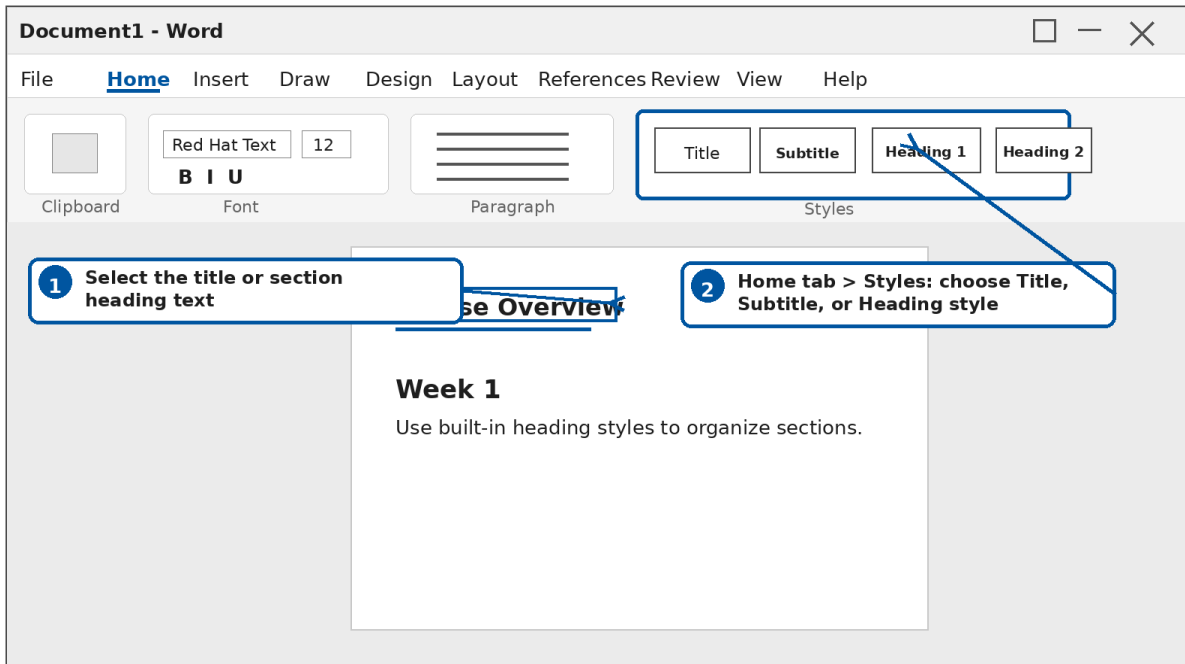 Document1 - Word
File Home Insert Draw Design Layout References Review View Help
Red Hat Text 12
B I U
Title Subtitle Heading 1 Heading 2
Clipboard Font Paragraph Styles
1 Select the title or section
heading text
2 Home tab > Styles: choose Title,
Subtitle, or Heading style
Overview
Week 1
Use built-in heading styles to organize sections.